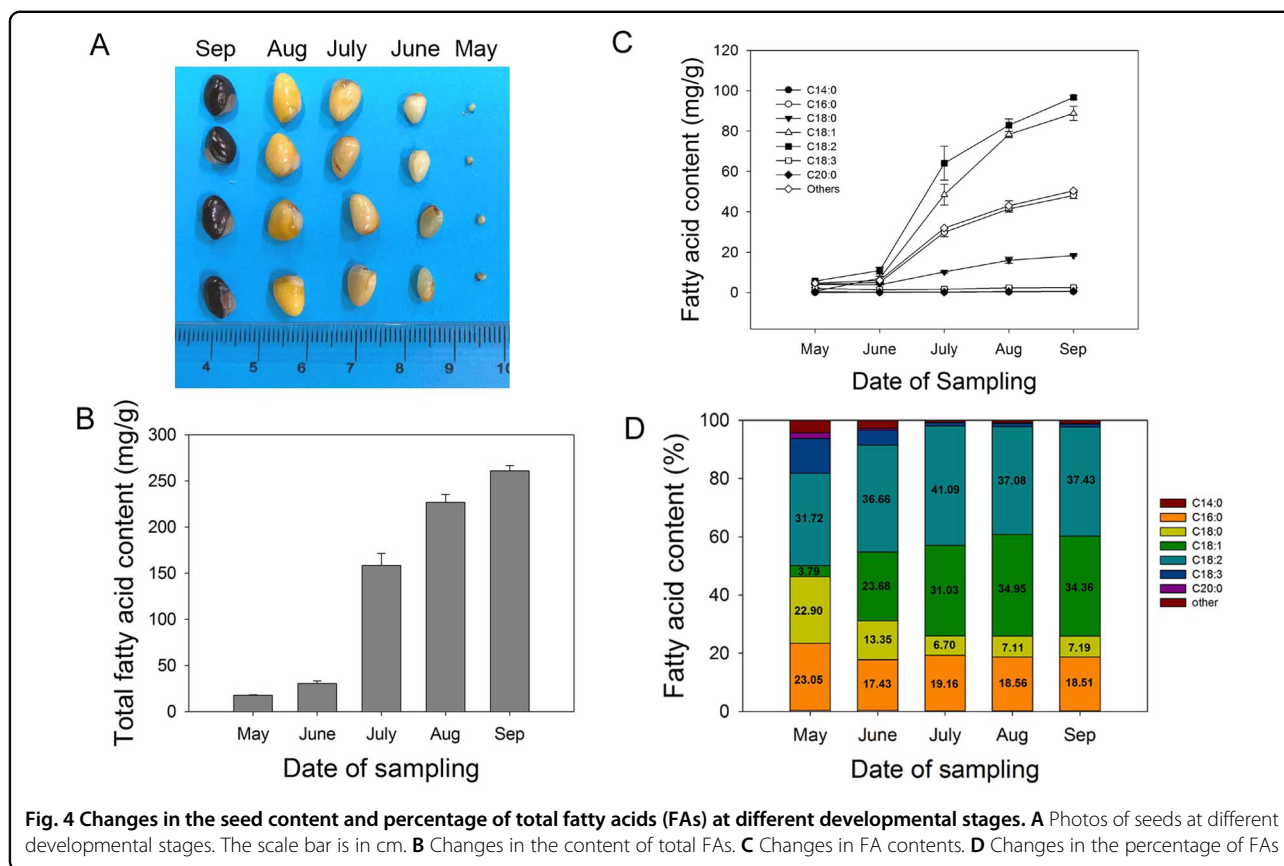 A
Sep Aug July June May
4 5 6 7 8 9 10
B
Total fatty acid content (mg/g)
300
250
200
150
100
50
0
May June July Aug Sep
Date of sampling
C
Fatty acid content (mg/g)
120
100
80
60
40
20
0
C14:0
C16:0
C18:0
C18:1
C18:2
C18:3
C20:0
Others
May June July Aug Sep
Date of Sampling
D
Fatty acid content (%)
100
80
60
40
20
0
31.72 36.66 41.09 37.08 37.43
3.79 23.68 31.03 34.95 34.36
22.90 13.35 6.70 7.11 7.19
23.05 17.43 19.16 18.56 18.51
May June July Aug Sep
Date of sampling
C14:0
C16:0
C18:0
C18:1
C18:2
C18:3
C20:0
other
Fig. 4 Changes in the seed content and percentage of total fatty acids (FAs) at different developmental stages. A Photos of seeds at different
developmental stages. The scale bar is in cm. B Changes in the content of total FAs. C Changes in FA contents. D Changes in the percentage of FAs